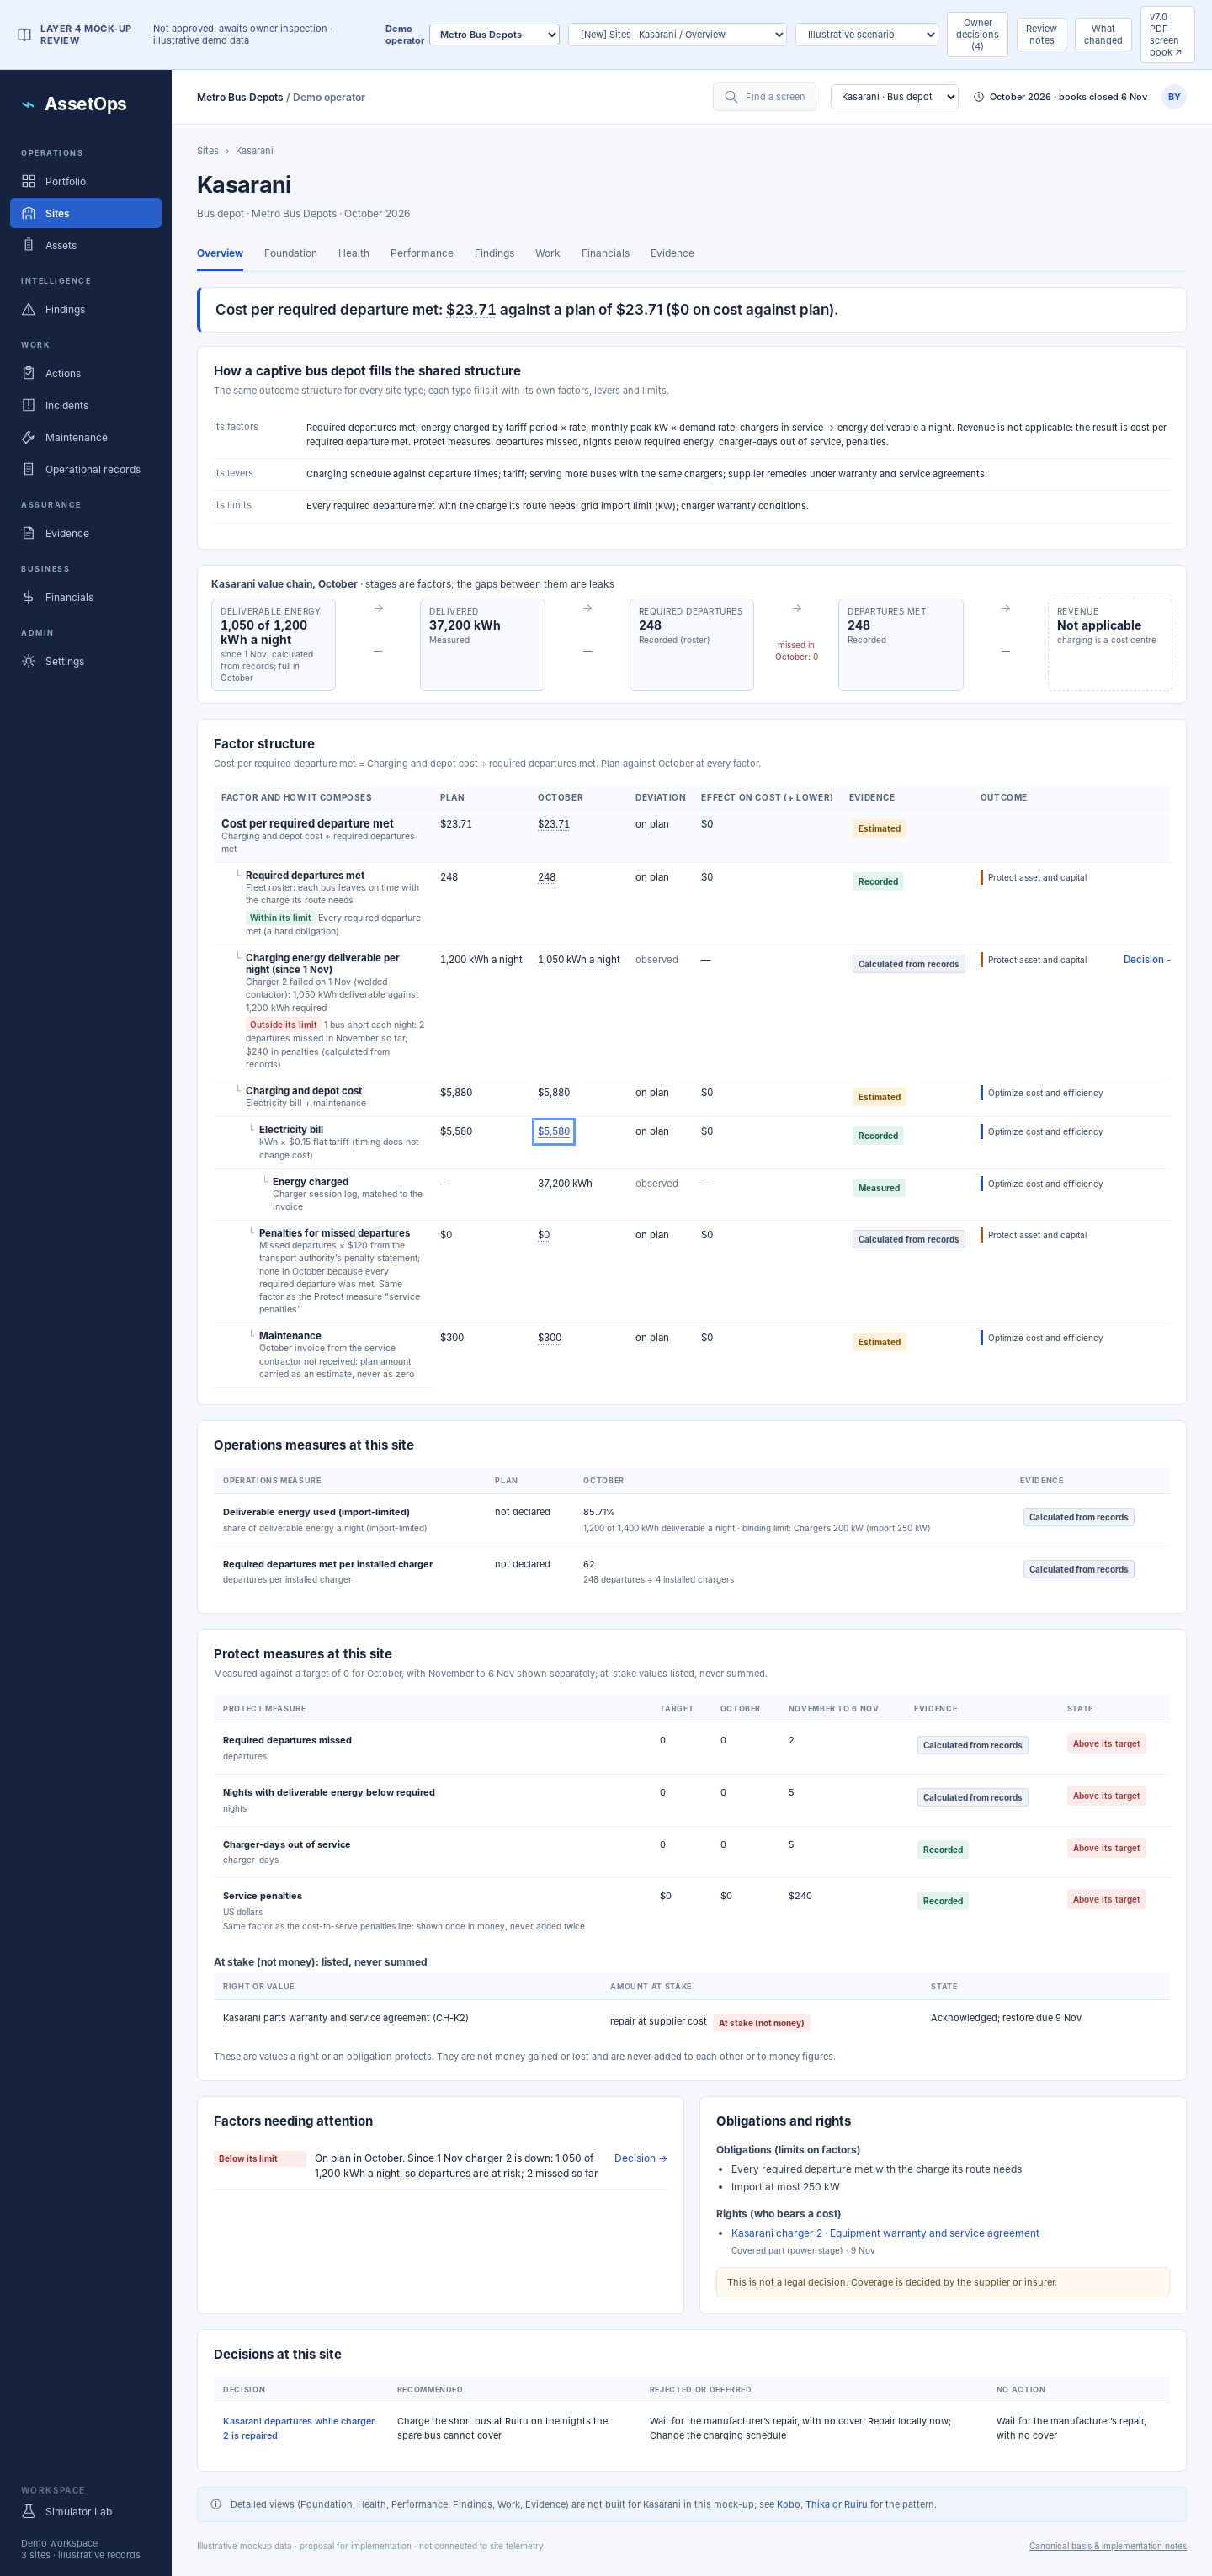 LAYER 4 MOCK-UP REVIEW
Not approved: awaits owner inspection · illustrative demo data
Demo operator
Metro Bus Depots
[New] Sites · Kasarani / Overview
Illustrative scenario
Owner decisions (4)
Review notes
What changed
v7.0 PDF screen book ↗
AssetOps
OPERATIONS
Portfolio
Sites
Assets
INTELLIGENCE
Findings
WORK
Actions
Incidents
Maintenance
Operational records
ASSURANCE
Evidence
BUSINESS
Financials
ADMIN
Settings
WORKSPACE
Simulator Lab
Demo workspace
3 sites · illustrative records
Metro Bus Depots / Demo operator
Find a screen
Kasarani · Bus depot
October 2026 · books closed 6 Nov
BY
Sites › Kasarani
Kasarani
Bus depot · Metro Bus Depots · October 2026
Overview Foundation Health Performance Findings Work Financials Evidence
Cost per required departure met: $23.71 against a plan of $23.71 ($0 on cost against plan).
How a captive bus depot fills the shared structure
The same outcome structure for every site type; each type fills it with its own factors, levers and limits.
Its factors
Required departures met; energy charged by tariff period × rate; monthly peak kW × demand rate; chargers in service → energy deliverable a night. Revenue is not applicable: the result is cost per
required departure met. Protect measures: departures missed, nights below required energy, charger-days out of service, penalties.
Its levers
Charging schedule against departure times; tariff; serving more buses with the same chargers; supplier remedies under warranty and service agreements.
Its limits
Every required departure met with the charge its route needs; grid import limit (kW); charger warranty conditions.
Kasarani value chain, October · stages are factors; the gaps between them are leaks
DELIVERABLE ENERGY
1,050 of 1,200
kWh a night
since 1 Nov, calculated
from records; full in
October
→
—
DELIVERED
37,200 kWh
Measured
→
—
REQUIRED DEPARTURES
248
Recorded (roster)
→
missed in
October: 0
DEPARTURES MET
248
Recorded
→
—
REVENUE
Not applicable
charging is a cost centre
Factor structure
Cost per required departure met = Charging and depot cost ÷ required departures met. Plan against October at every factor.
FACTOR AND HOW IT COMPOSES PLAN OCTOBER DEVIATION EFFECT ON COST (+ LOWER) EVIDENCE OUTCOME
Cost per required departure met $23.71 $23.71 on plan $0 Estimated
Charging and depot cost ÷ required departures
met
└ Required departures met 248 248 on plan $0 Recorded Protect asset and capital
Fleet roster: each bus leaves on time with
the charge its route needs
Within its limit Every required departure
met (a hard obligation)
└ Charging energy deliverable per 1,200 kWh a night 1,050 kWh a night observed — Calculated from records Protect asset and capital Decision -
night (since 1 Nov)
Charger 2 failed on 1 Nov (welded
contactor): 1,050 kWh deliverable against
1,200 kWh required
Outside its limit 1 bus short each night: 2
departures missed in November so far,
$240 in penalties (calculated from
records)
└ Charging and depot cost $5,880 $5,880 on plan $0 Estimated Optimize cost and efficiency
Electricity bill + maintenance
└ Electricity bill $5,580 $5,580 on plan $0 Recorded Optimize cost and efficiency
kWh × $0.15 flat tariff (timing does not
change cost)
└ Energy charged — 37,200 kWh observed — Measured Optimize cost and efficiency
Charger session log, matched to the
invoice
└ Penalties for missed departures $0 $0 on plan $0 Calculated from records Protect asset and capital
Missed departures × $120 from the
transport authority's penalty statement;
none in October because every
required departure was met. Same
factor as the Protect measure "service
penalties"
└ Maintenance $300 $300 on plan $0 Estimated Optimize cost and efficiency
October invoice from the service
contractor not received: plan amount
carried as an estimate, never as zero
Operations measures at this site
OPERATIONS MEASURE PLAN OCTOBER EVIDENCE
Deliverable energy used (import-limited) not declared 85.71% Calculated from records
share of deliverable energy a night (import-limited) 1,200 of 1,400 kWh deliverable a night · binding limit: Chargers 200 kW (import 250 kW)
Required departures met per installed charger not declared 62 Calculated from records
departures per installed charger 248 departures ÷ 4 installed chargers
Protect measures at this site
Measured against a target of 0 for October, with November to 6 Nov shown separately; at-stake values listed, never summed.
PROTECT MEASURE TARGET OCTOBER NOVEMBER TO 6 NOV EVIDENCE STATE
Required departures missed 0 0 2 Calculated from records Above its target
departures
Nights with deliverable energy below required 0 0 5 Calculated from records Above its target
nights
Charger-days out of service 0 0 5 Recorded Above its target
charger-days
Service penalties $0 $0 $240 Recorded Above its target
US dollars
Same factor as the cost-to-serve penalties line: shown once in money, never added twice
At stake (not money): listed, never summed
RIGHT OR VALUE AMOUNT AT STAKE STATE
Kasarani parts warranty and service agreement (CH-K2) repair at supplier cost At stake (not money) Acknowledged; restore due 9 Nov
These are values a right or an obligation protects. They are not money gained or lost and are never added to each other or to money figures.
Factors needing attention
Below its limit On plan in October. Since 1 Nov charger 2 is down: 1,050 of Decision →
1,200 kWh a night, so departures are at risk; 2 missed so far
Obligations and rights
Obligations (limits on factors)
• Every required departure met with the charge its route needs
• Import at most 250 kW
Rights (who bears a cost)
• Kasarani charger 2 · Equipment warranty and service agreement
Covered part (power stage) · 9 Nov
This is not a legal decision. Coverage is decided by the supplier or insurer.
Decisions at this site
DECISION RECOMMENDED REJECTED OR DEFERRED NO ACTION
Kasarani departures while charger Charge the short bus at Ruiru on the nights the Wait for the manufacturer's repair, with no cover; Repair locally now; Wait for the manufacturer's repair,
2 is repaired spare bus cannot cover Change the charging schedule with no cover
Detailed views (Foundation, Health, Performance, Findings, Work, Evidence) are not built for Kasarani in this mock-up; see Kobo, Thika or Ruiru for the pattern.
Illustrative mockup data · proposal for implementation · not connected to site telemetry
Canonical basis & implementation notes